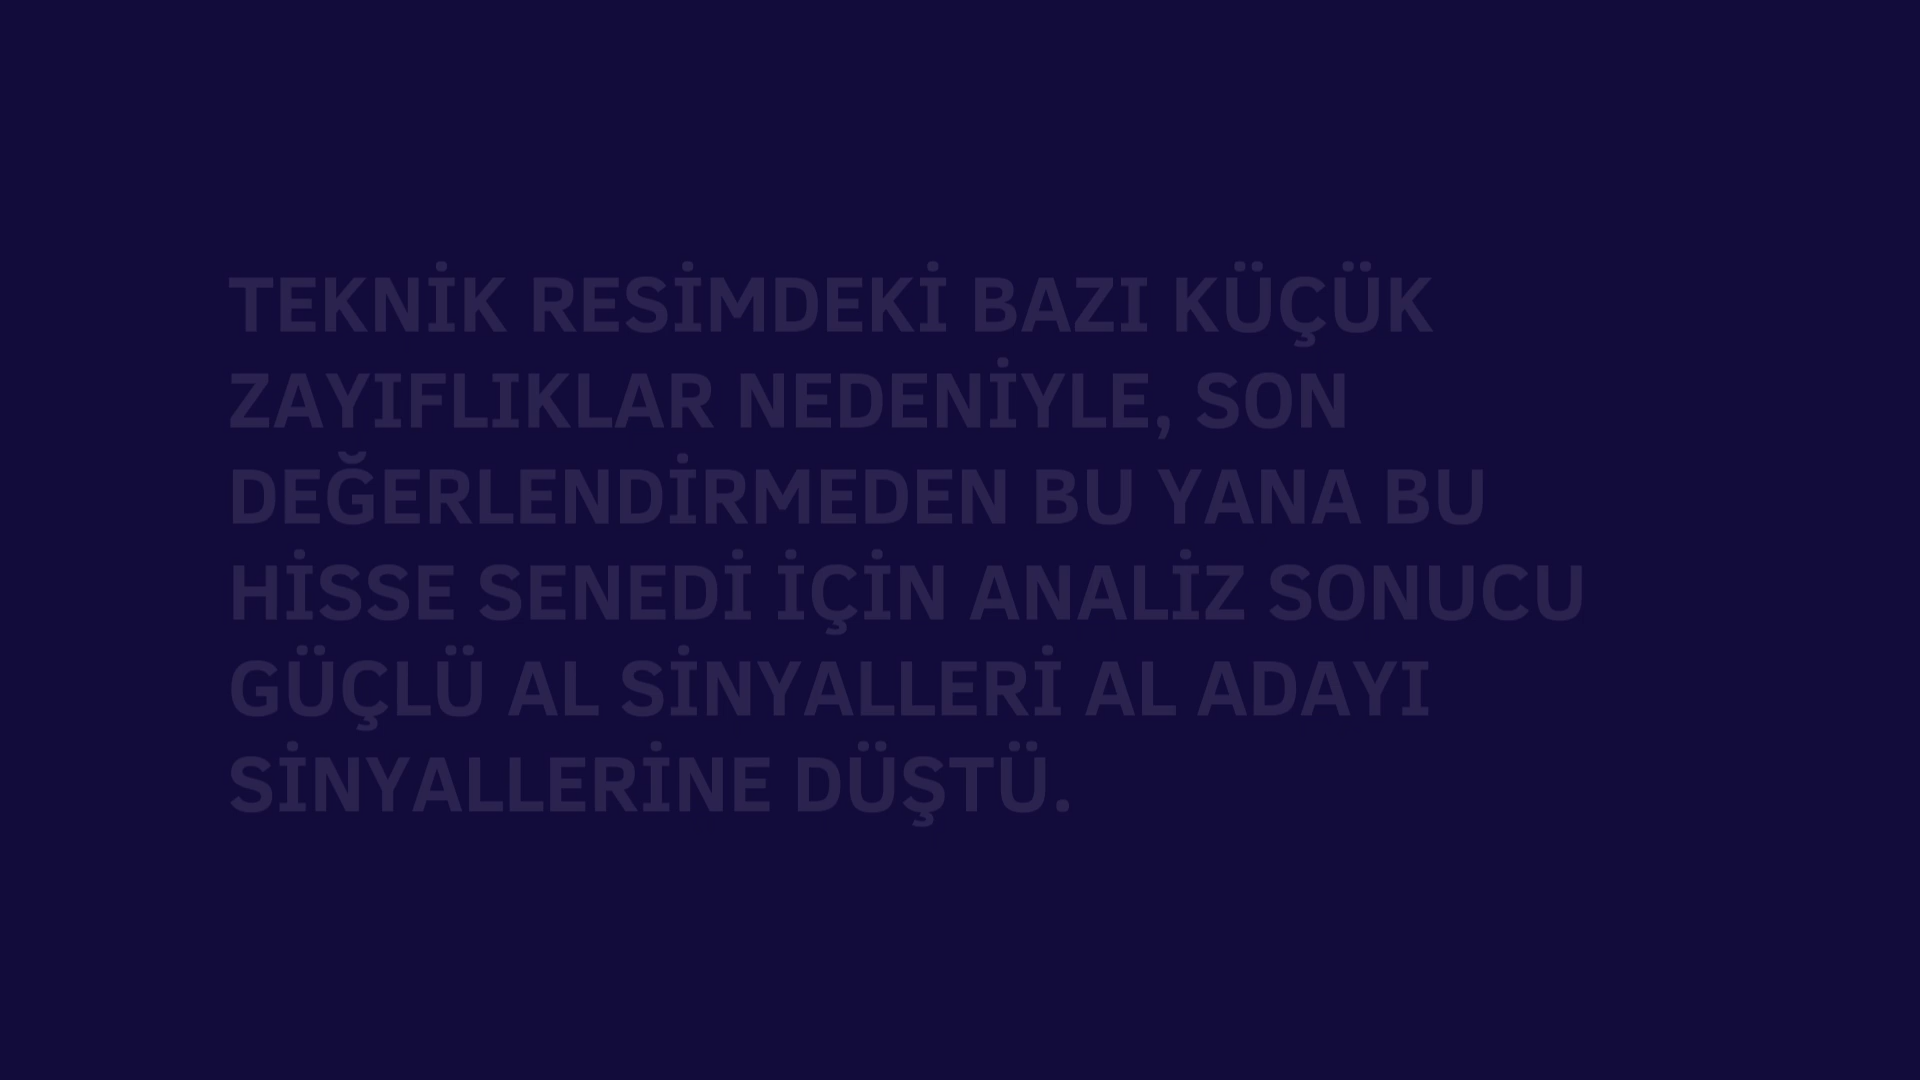 TEKNİK RESİMDEKİ BAZI KÜÇÜK
ZAYIFLIKLAR NEDENİYLE, SON
DEĞERLENDİRMEDEN BU YANA BU
HİSSE SENEDİ İÇİN ANALİZ SONUCU
GÜÇLÜ AL SİNYALLERİ AL ADAYI
SİNYALLERİNE DÜŞTÜ.